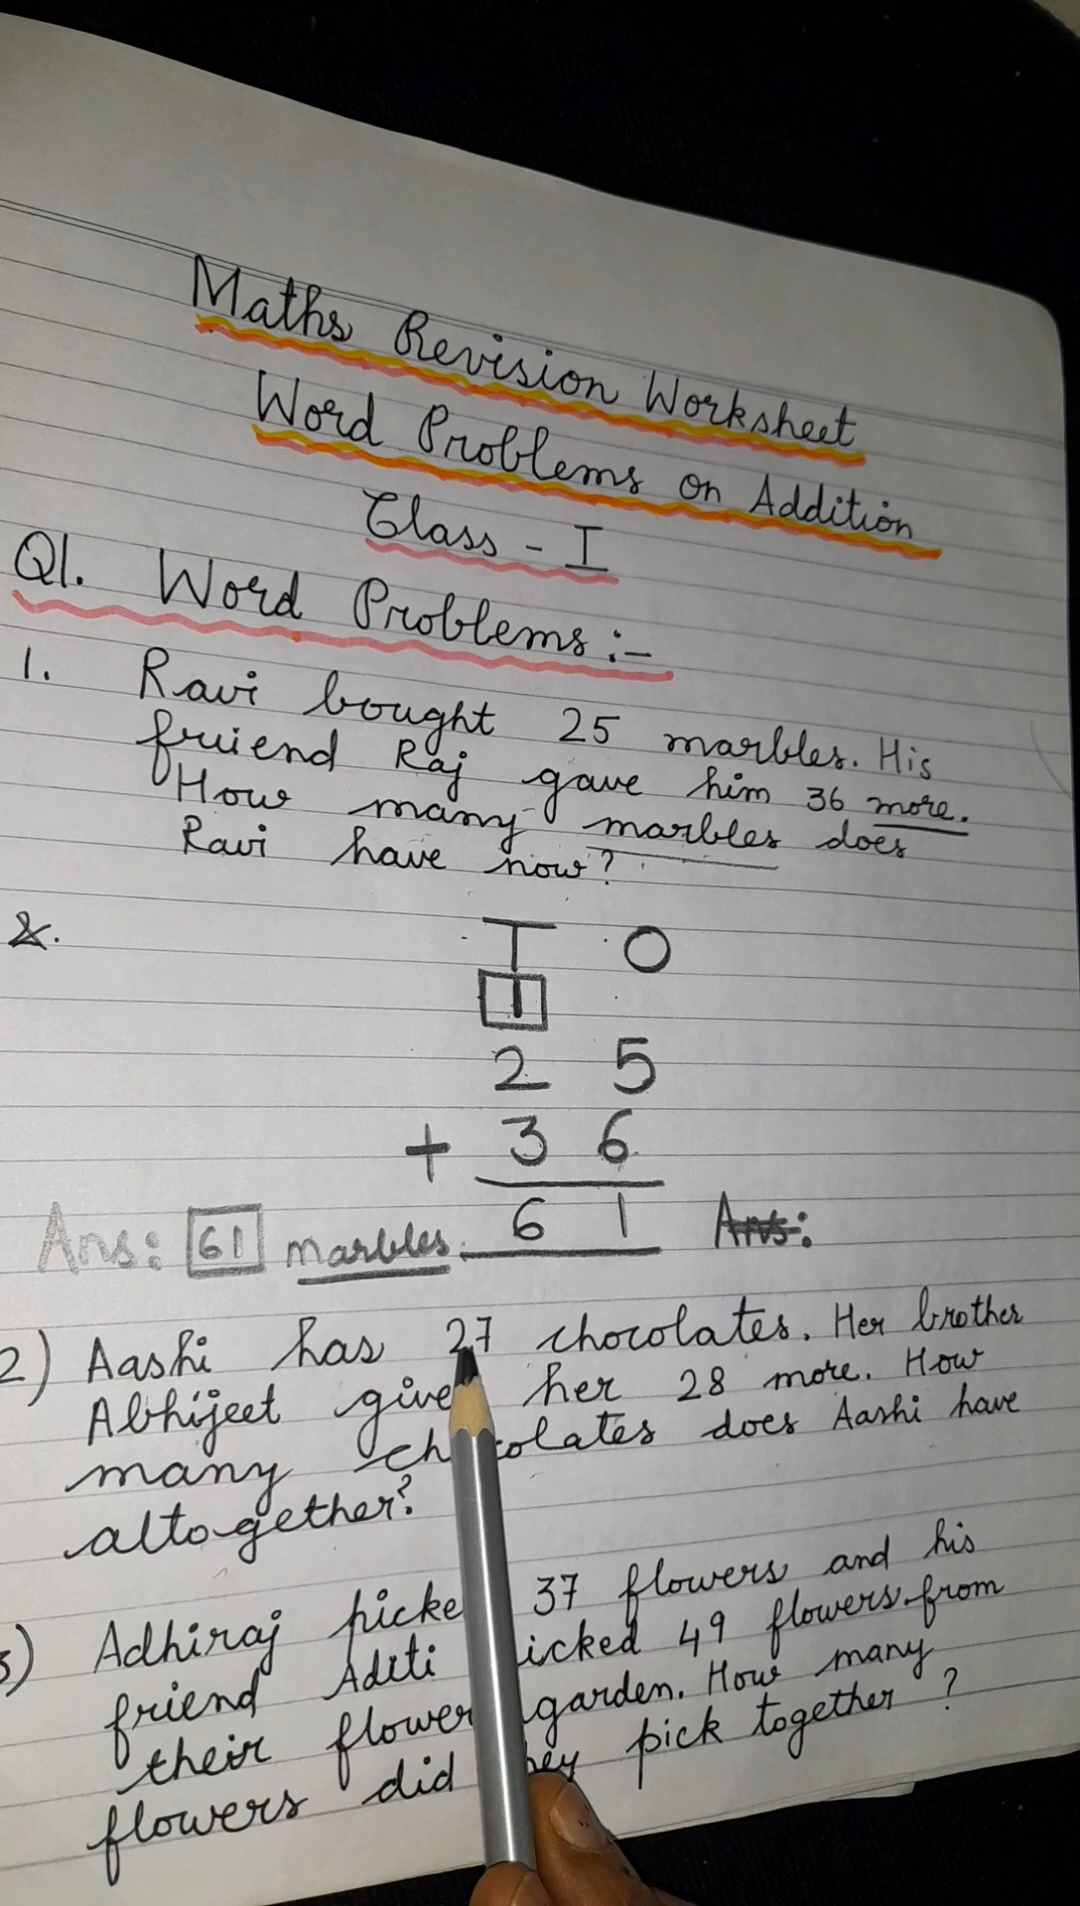 Maths Revision Worksheet
Word Problems on Addition
Class - I
Q1. Word Problems :-
1. Ravi bought 25 marbles. His
friend Raj gave him 36 more.
How many marbles does
Ravi have now?
T O
1
2 5
+ 3 6
6 1
Ans: 61 marbles. Ans:
2) Aashi has 27 chocolates. Her brother
Abhijeet give her 28 more. How
many chocolates does Aashi have
altogether?
3) Adhiraj picke 37 flowers and his
friend Aditi icked 49 flowers from
their flower garden. How many
flowers did hey pick together ?